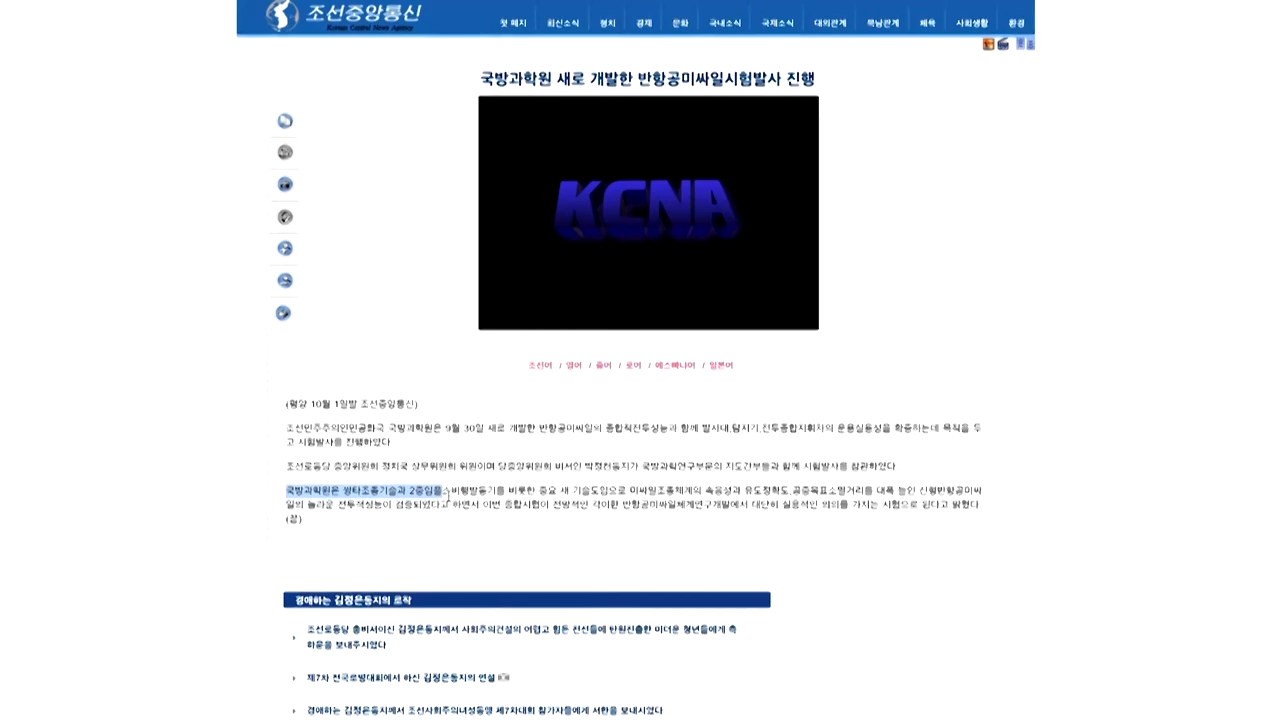 조선중앙통신
Korean Central News Agency
첫 페지
최신소식
정치
경제
문화
국내소식
국제소식
대외관계
북남관계
체육
사회생활
환경
국방과학원 새로 개발한 반항공미싸일시험발사 진행
KCNA
조선어 / 영어 / 중어 / 로어 / 에스빠냐어 / 일본어
(평양 10월 1일발 조선중앙통신)
조선민주주의인민공화국 국방과학원은 9월 30일 새로 개발한 반항공미싸일의 종합적전투성능과 함께 발사대,탐지기,전투종합지휘차의 운용실용성을 확증하는데 목적을 두
고 시험발사를 진행하였다
조선로동당 중앙위원회 정치국 상무위원회 위원이며 당중앙위원회 비서인 박정천동지가 국방과학연구부문의 지도간부들과 함께 시험발사를 참관하였다
국방과학원은 쌍타조종기술과 2중임풀스비행발동기를 비롯한 중요 새 기술도입으로 미싸일조종체계의 속응성과 유도정확도,공중목표소멸거리를 대폭 늘인 신형반항공미싸
일의 놀라운 전투적성능이 검증되였다고 하면서 이번 종합시험이 전망적인 각이한 반항공미싸일체계연구개발에서 대단히 실용적인 의의를 가지는 시험으로 된다고 밝혔다
(끝)
경애하는 김정은동지의 로작
조선로동당 총비서이신 김정은동지께서 사회주의건설의 어렵고 힘든 전선들에 탄원진출한 미더운 청년들에게 축
하문을 보내주시였다
제7차 전국로병대회에서 하신 김정은동지의 연설
경애하는 김정은동지께서 조선사회주의녀성동맹 제7차대회 참가자들에게 서한을 보내시였다